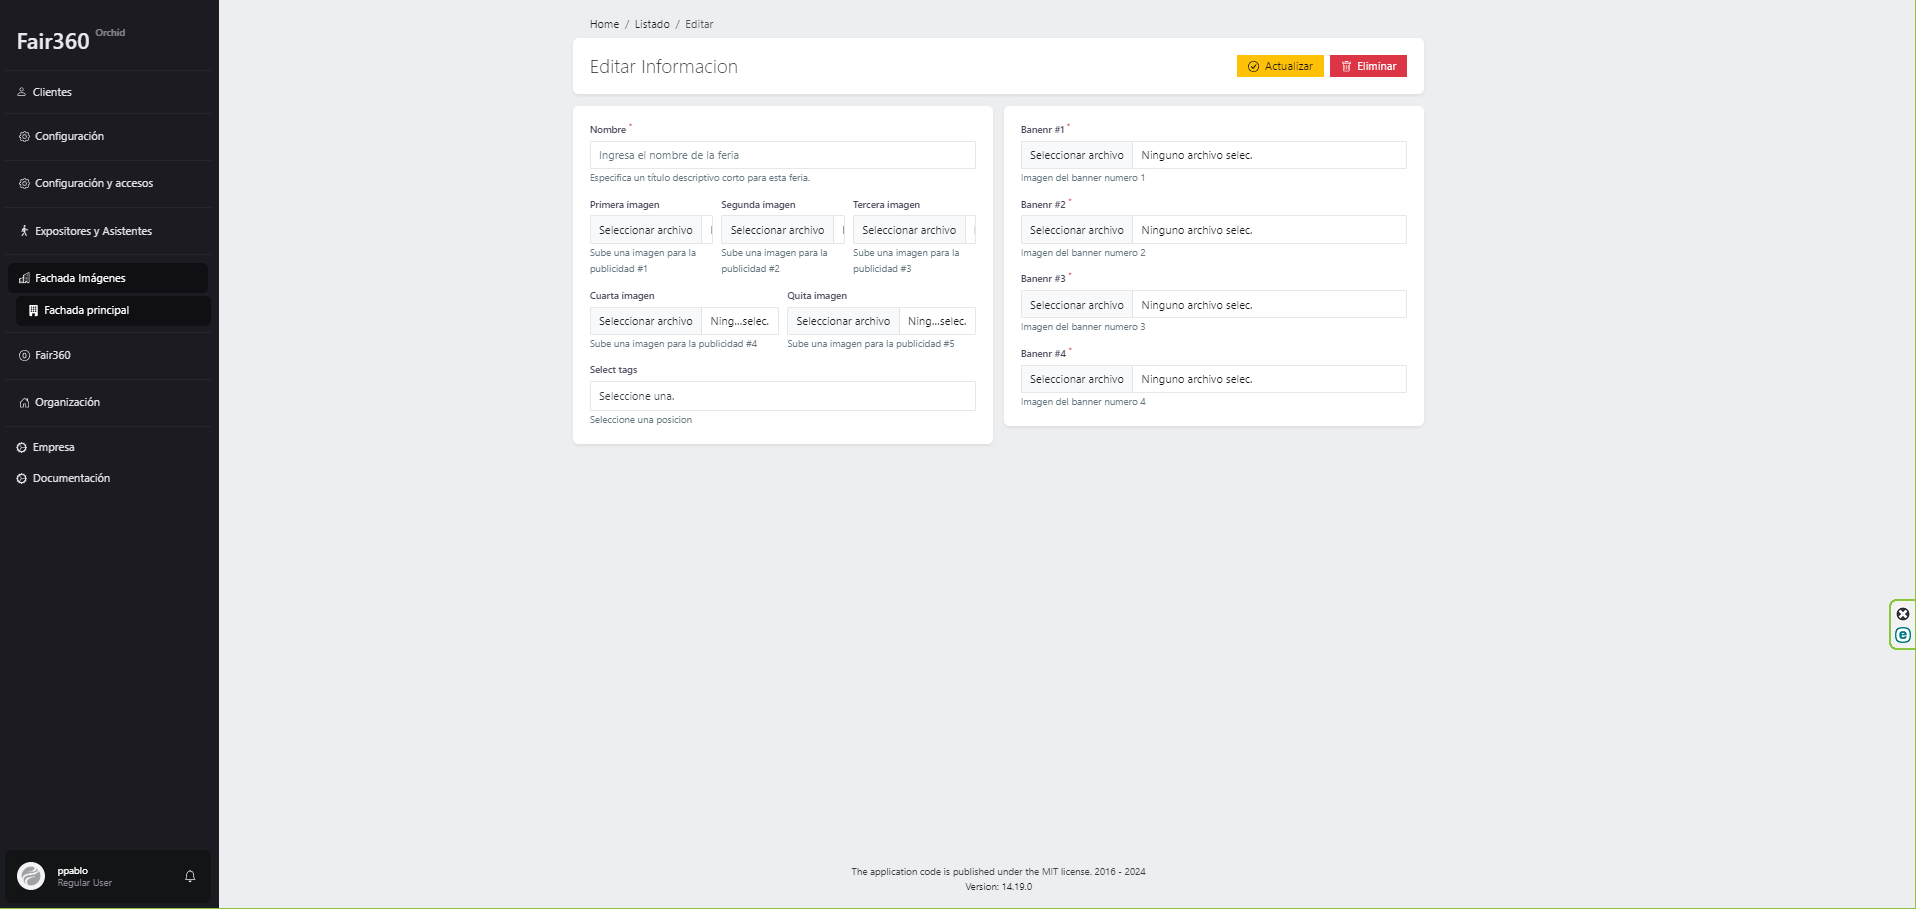 Fair360 Orchid
Clientes
Configuración
Configuración y accesos
Expositores y Asistentes
Fachada Imágenes
Fachada principal
Fair360
Organización
Empresa
Documentación
ppablo
Regular User
Home / Listado / Editar
Editar Informacion
Actualizar
Eliminar
Nombre *
Ingresa el nombre de la feria
Especifica un título descriptivo corto para esta feria.
Primera imagen
Seleccionar archivo
Sube una imagen para la
publicidad #1
Segunda imagen
Seleccionar archivo
Sube una imagen para la
publicidad #2
Tercera imagen
Seleccionar archivo
Sube una imagen para la
publicidad #3
Cuarta imagen
Seleccionar archivo Ning...selec.
Sube una imagen para la publicidad #4
Quita imagen
Seleccionar archivo Ning...selec.
Sube una imagen para la publicidad #5
Select tags
Seleccione una.
Seleccione una posicion
Banenr #1 *
Seleccionar archivo Ninguno archivo selec.
Imagen del banner numero 1
Banenr #2 *
Seleccionar archivo Ninguno archivo selec.
Imagen del banner numero 2
Banenr #3 *
Seleccionar archivo Ninguno archivo selec.
Imagen del banner numero 3
Banenr #4 *
Seleccionar archivo Ninguno archivo selec.
Imagen del banner numero 4
The application code is published under the MIT license. 2016 - 2024
Version: 14.19.0